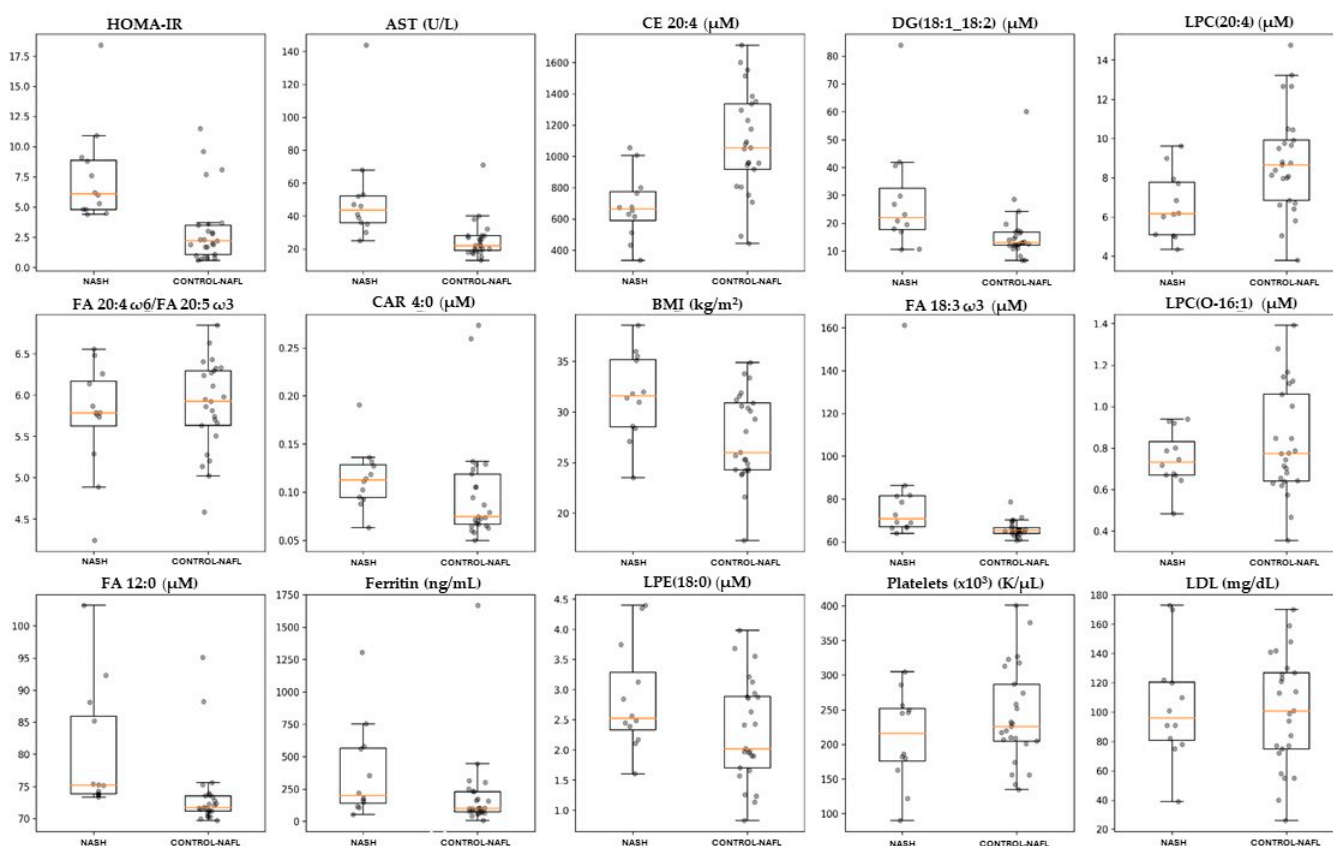 HOMA-IR AST (U/L) CE 20:4 (μM) DG(18:1_18:2) (μM) LPC(20:4) (μM)
17.5 140 1600 80 14
15.0 120 1400 70 12
12.5 100 1200 60 10
10.0 80 1000 50 8
7.5 60 800 40 6
5.0 40 600 30 4
2.5 20 400 20
0.0 10
NASH CONTROL-NAFL NASH CONTROL-NAFL NASH CONTROL-NAFL NASH CONTROL-NAFL NASH CONTROL-NAFL
FA 20:4 ω6/FA 20:5 ω3 CAR 4:0 (μM) BMI (kg/m²) FA 18:3 ω3 (μM) LPC(O-16:1) (μM)
6.5 0.25 35 160 1.4
6.0 0.20 30 140 1.2
5.5 0.15 25 120 1.0
5.0 0.10 20 100 0.8
4.5 0.05 80 0.6
60 0.4
NASH CONTROL-NAFL NASH CONTROL-NAFL NASH CONTROL-NAFL NASH CONTROL-NAFL NASH CONTROL-NAFL
FA 12:0 (μM) Ferritin (ng/mL) LPE(18:0) (μM) Platelets (x10³) (K/μL) LDL (mg/dL)
100 1750 4.5 400 180
95 1500 4.0 350 160
90 1250 3.5 300 140
85 1000 3.0 250 120
80 750 2.5 200 100
75 500 2.0 150 80
70 250 1.5 100 60
0 1.0 40
20
NASH CONTROL-NAFL NASH CONTROL-NAFL NASH CONTROL-NAFL NASH CONTROL-NAFL NASH CONTROL-NAFL